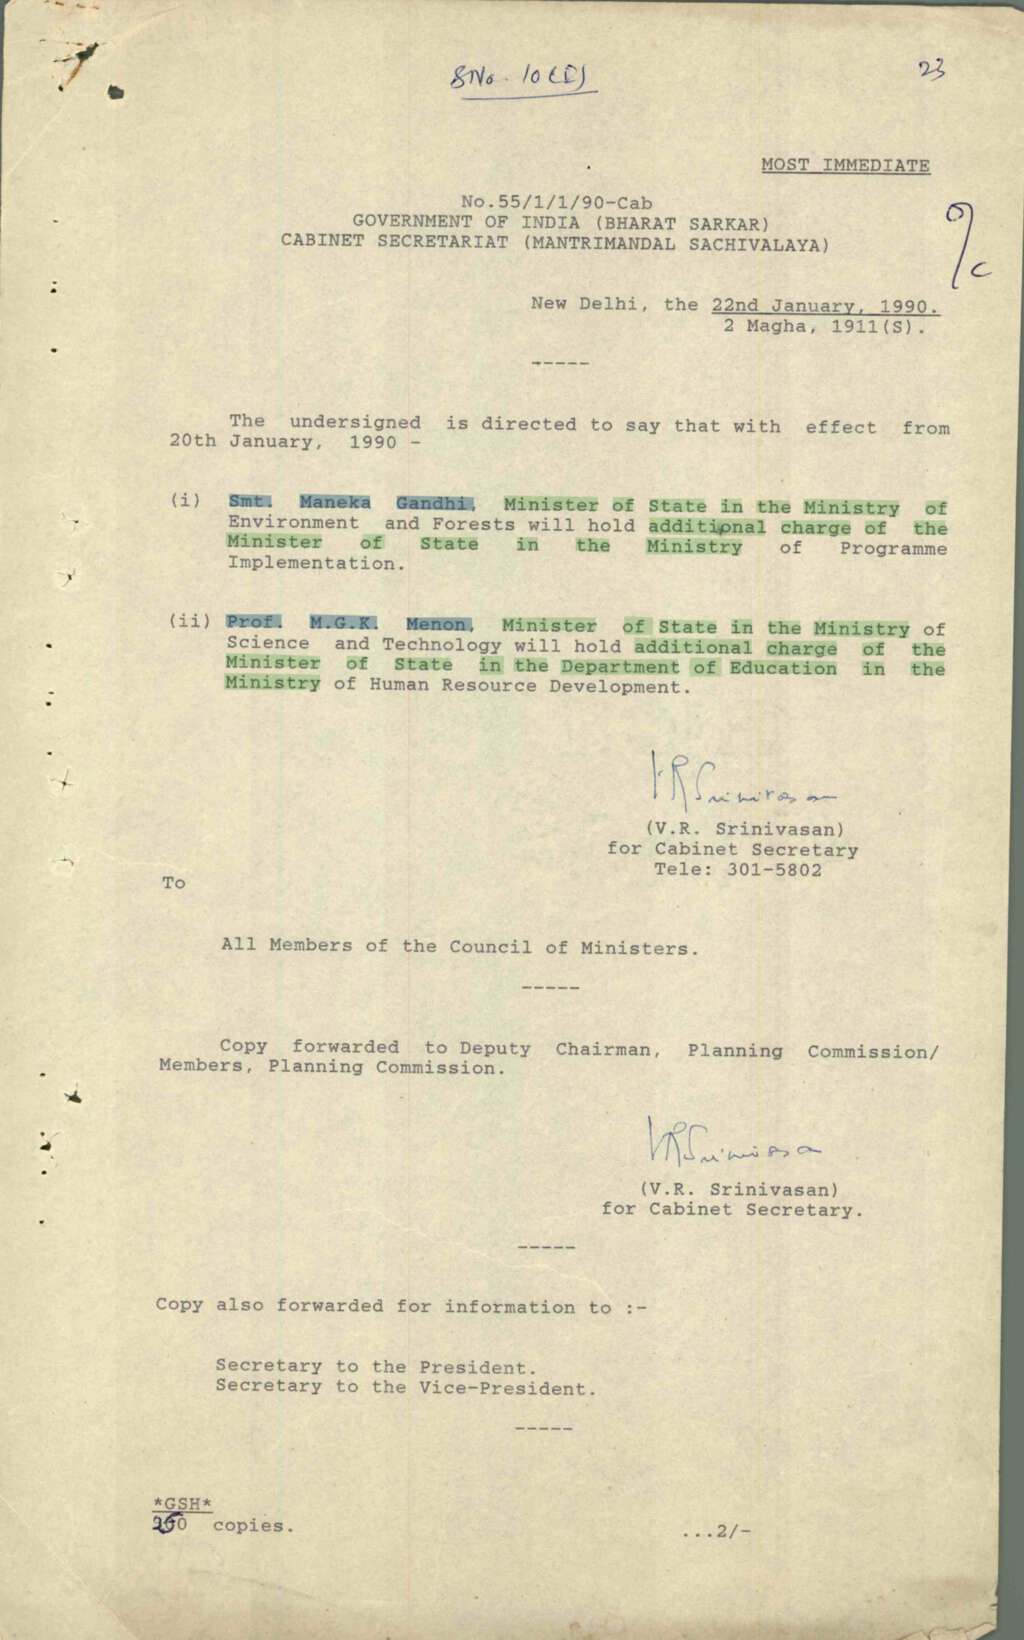 SNo. 10(I)
23
MOST IMMEDIATE
No.55/1/1/90-Cab
GOVERNMENT OF INDIA (BHARAT SARKAR)
CABINET SECRETARIAT (MANTRIMANDAL SACHIVALAYA)
O/C
New Delhi, the 22nd January, 1990.
2 Magha, 1911(S).
-----
The undersigned is directed to say that with effect from
20th January, 1990 -
(i) Smt. Maneka Gandhi, Minister of State in the Ministry of
Environment and Forests will hold additional charge of the
Minister of State in the Ministry of Programme
Implementation.
(ii) Prof. M.G.K. Menon, Minister of State in the Ministry of
Science and Technology will hold additional charge of the
Minister of State in the Department of Education in the
Ministry of Human Resource Development.
VRSrinivasan
(V.R. Srinivasan)
for Cabinet Secretary
Tele: 301-5802
To
All Members of the Council of Ministers.
-----
Copy forwarded to Deputy Chairman, Planning Commission/
Members, Planning Commission.
VRSrinivasan
(V.R. Srinivasan)
for Cabinet Secretary.
-----
Copy also forwarded for information to :-
Secretary to the President.
Secretary to the Vice-President.
-----
*GSH*
copies.
...2/-